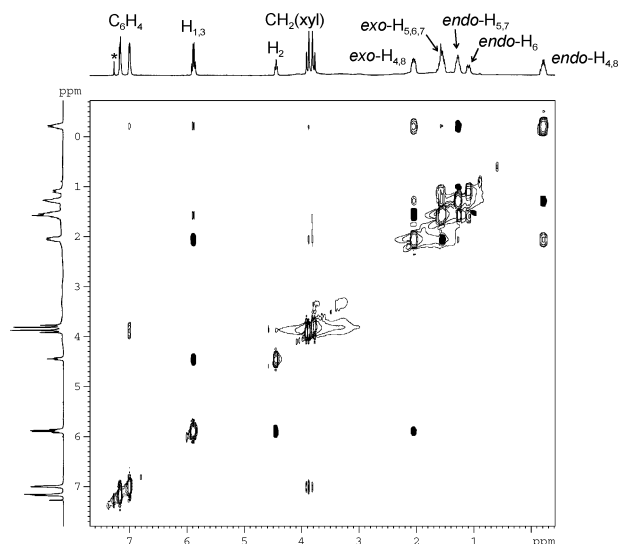 C₆H₄ H₁,₃ CH₂(xyl) exo-H₅,₆,₇ endo-H₅,₇
* H₂ exo-H₄,₈ endo-H₆ endo-H₄,₈
ppm
0
1
2
3
4
5
6
7
7 6 5 4 3 2 1 ppm